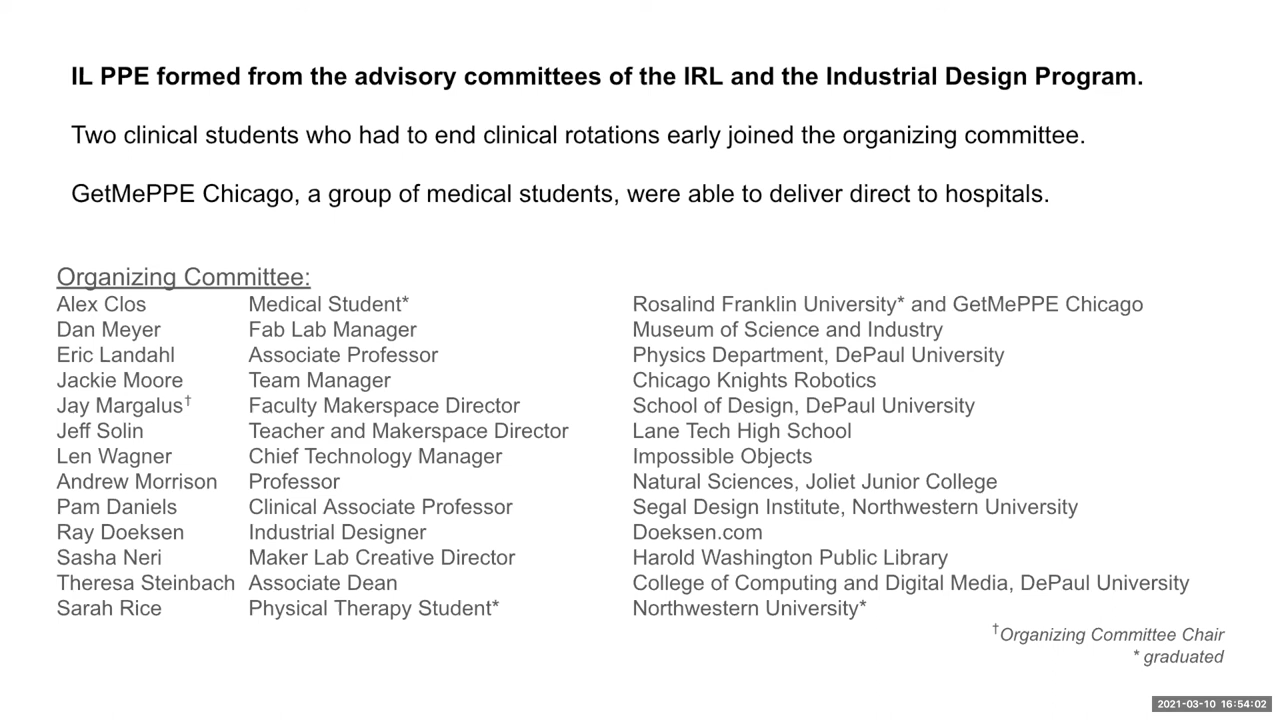 IL PPE formed from the advisory committees of the IRL and the Industrial Design Program.
Two clinical students who had to end clinical rotations early joined the organizing committee.
GetMePPE Chicago, a group of medical students, were able to deliver direct to hospitals.
Organizing Committee:
Alex Clos Medical Student* Rosalind Franklin University* and GetMePPE Chicago
Dan Meyer Fab Lab Manager Museum of Science and Industry
Eric Landahl Associate Professor Physics Department, DePaul University
Jackie Moore Team Manager Chicago Knights Robotics
Jay Margalus† Faculty Makerspace Director School of Design, DePaul University
Jeff Solin Teacher and Makerspace Director Lane Tech High School
Len Wagner Chief Technology Manager Impossible Objects
Andrew Morrison Professor Natural Sciences, Joliet Junior College
Pam Daniels Clinical Associate Professor Segal Design Institute, Northwestern University
Ray Doeksen Industrial Designer Doeksen.com
Sasha Neri Maker Lab Creative Director Harold Washington Public Library
Theresa Steinbach Associate Dean College of Computing and Digital Media, DePaul University
Sarah Rice Physical Therapy Student* Northwestern University*
†Organizing Committee Chair
* graduated
2021-03-10 16:54:02